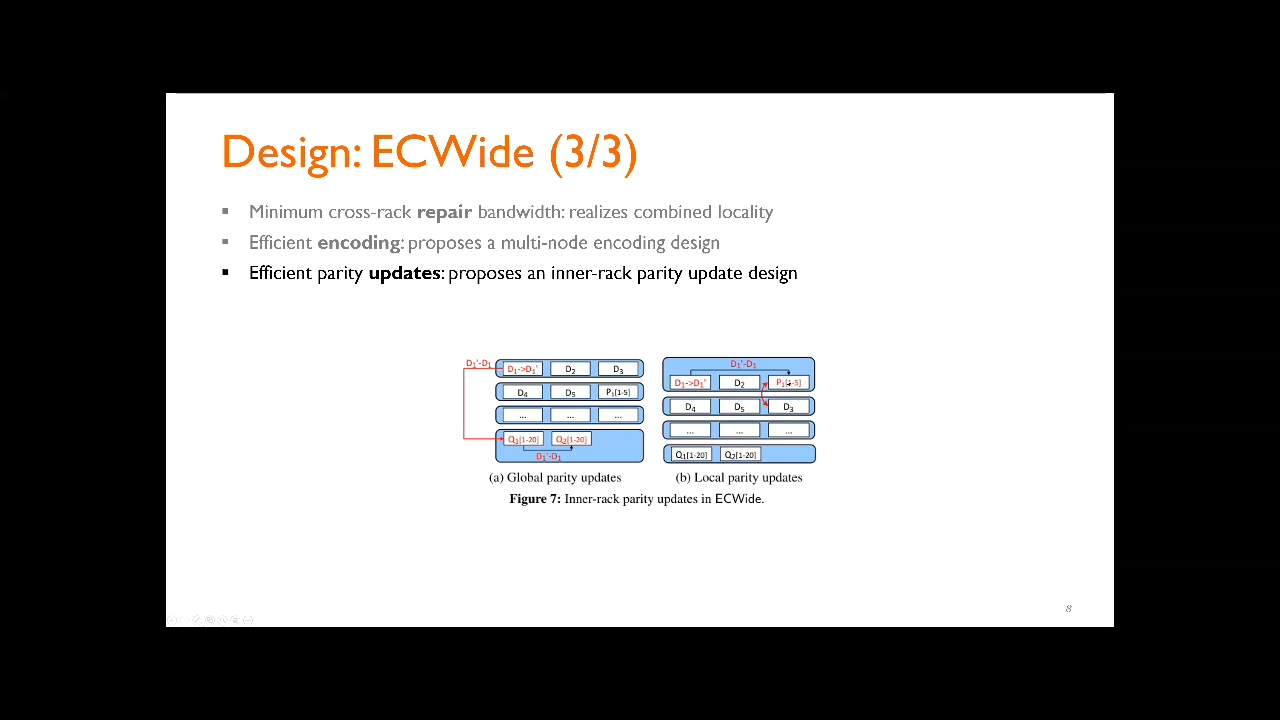 Design: ECWide (3/3)
▪ Minimum cross-rack repair bandwidth: realizes combined locality
▪ Efficient encoding: proposes a multi-node encoding design
▪ Efficient parity updates: proposes an inner-rack parity update design
D1'-D1
D1->D1' D2 D3
D4 D5 P1[1-5]
... ... ...
Q1[1-20] Q2[1-20]
D1'-D1
(a) Global parity updates
D1'-D1
D1->D1' D2 P1[1-5]
D4 D5 D3
... ... ...
Q1[1-20] Q2[1-20]
(b) Local parity updates
Figure 7: Inner-rack parity updates in ECWide.
8